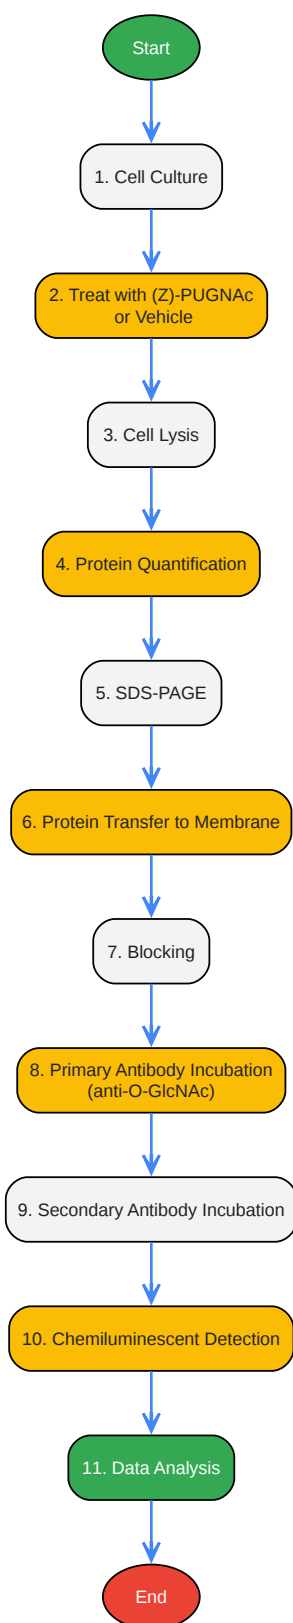 Start
1. Cell Culture
2. Treat with (Z)-PUGNAc
or Vehicle
3. Cell Lysis
4. Protein Quantification
5. SDS-PAGE
6. Protein Transfer to Membrane
7. Blocking
8. Primary Antibody Incubation
(anti-O-GlcNAc)
9. Secondary Antibody Incubation
10. Chemiluminescent Detection
11. Data Analysis
End